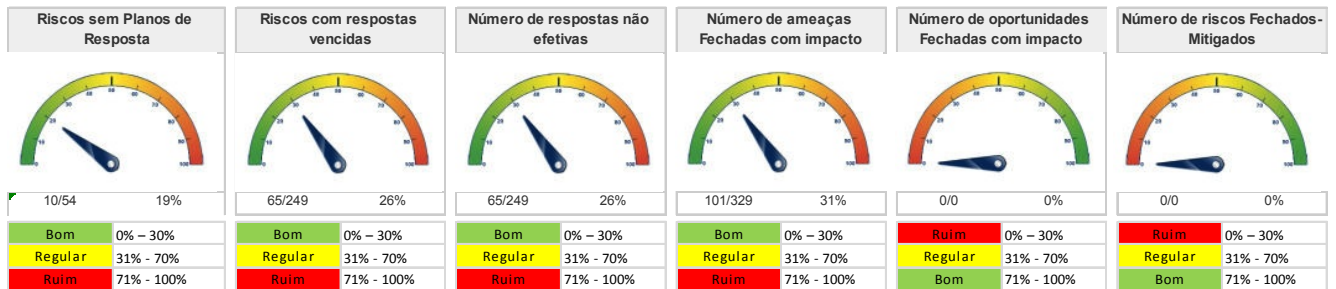 Riscos sem Planos de
Resposta
Riscos com respostas
vencidas
Número de respostas não
efetivas
Número de ameaças
Fechadas com impacto
Número de oportunidades
Fechadas com impacto
Número de riscos Fechados-
Mitigados
10/54 19%
65/249 26%
65/249 26%
101/329 31%
0/0 0%
0/0 0%
Bom 0% – 30%
Regular 31% - 70%
Ruim 71% - 100%
Bom 0% – 30%
Regular 31% - 70%
Ruim 71% - 100%
Bom 0% – 30%
Regular 31% - 70%
Ruim 71% - 100%
Bom 0% – 30%
Regular 31% - 70%
Ruim 71% - 100%
Ruim 0% – 30%
Regular 31% - 70%
Bom 71% - 100%
Ruim 0% – 30%
Regular 31% - 70%
Bom 71% - 100%